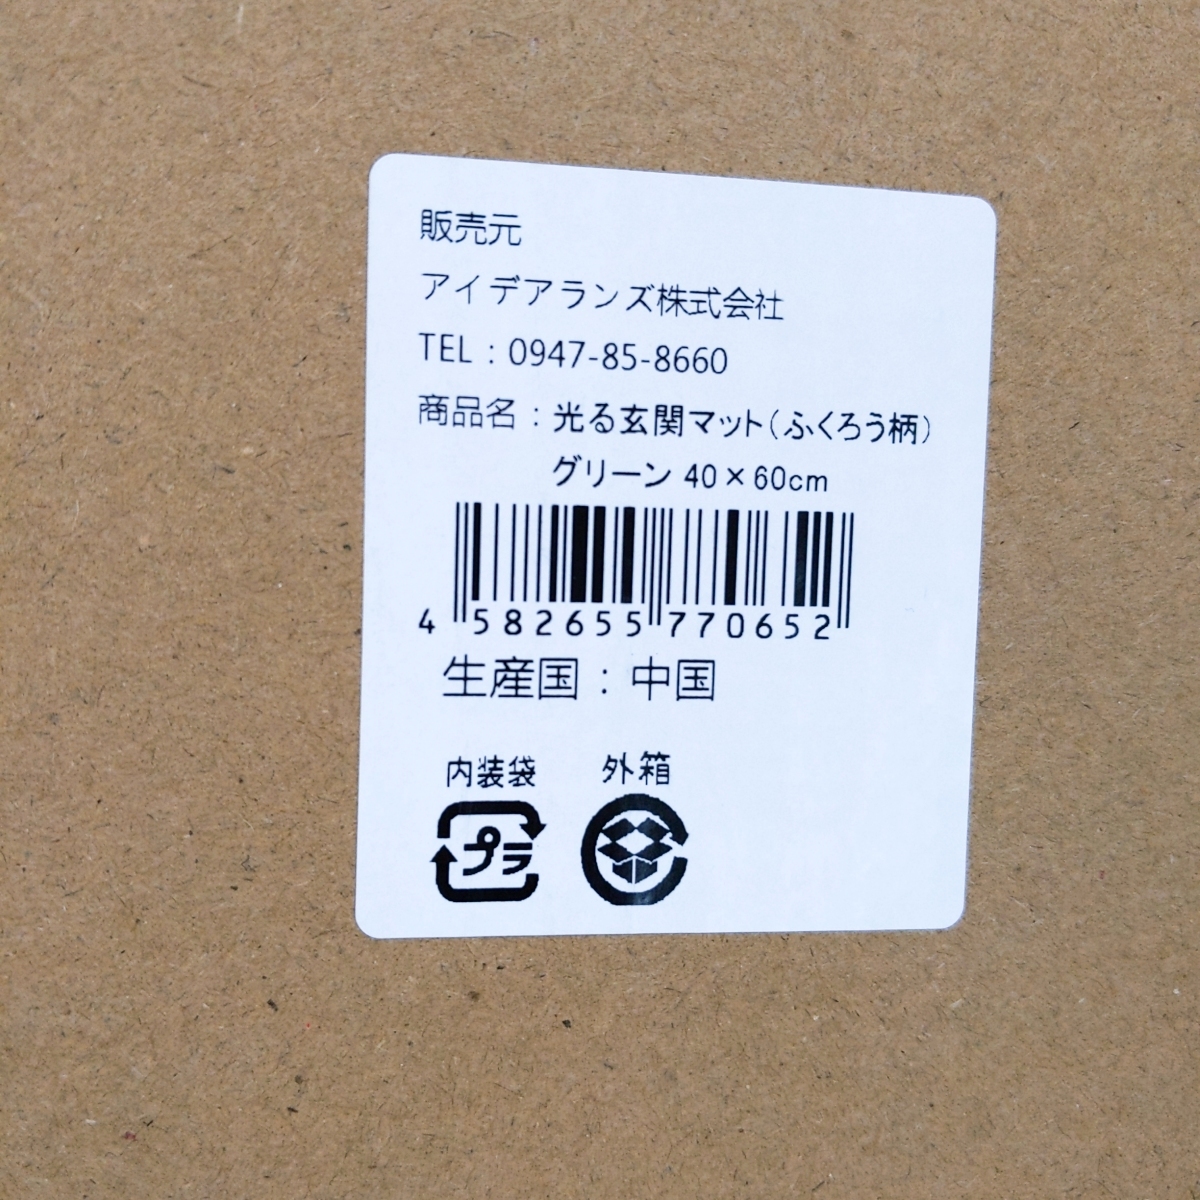 販売元
アイデアランズ株式会社
TEL：0947-85-8660
商品名：光る玄関マット（ふくろう柄）
グリーン 40×60cm
4 582655 770652
生産国：中国
内装袋 外箱
プラ